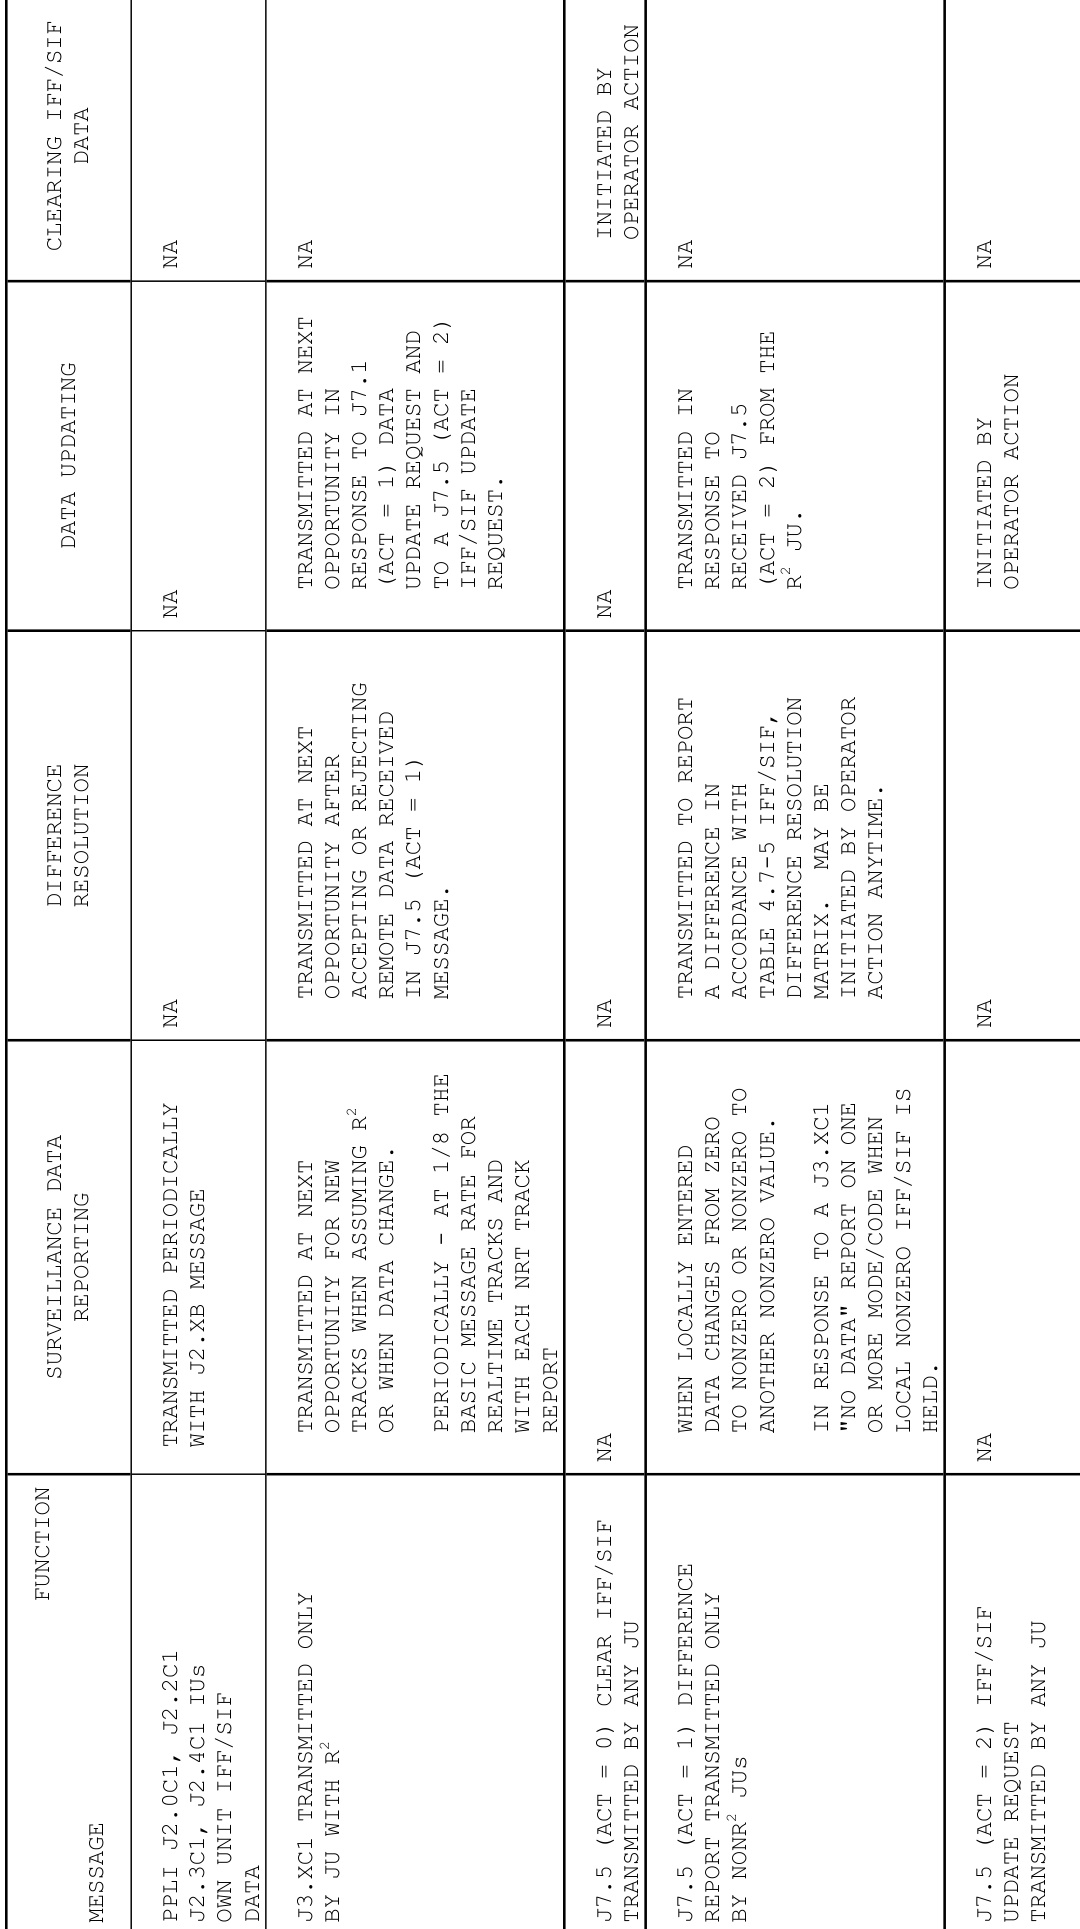 FUNCTION
MESSAGE
SURVEILLANCE DATA
REPORTING
DIFFERENCE
RESOLUTION
DATA UPDATING
CLEARING IFF/SIF
DATA
PPLI J2.0C1, J2.2C1
J2.3C1, J2.4C1 IUs
OWN UNIT IFF/SIF
DATA
TRANSMITTED PERIODICALLY
WITH J2.XB MESSAGE
NA
NA
NA
J3.XC1 TRANSMITTED ONLY
BY JU WITH R²
TRANSMITTED AT NEXT
OPPORTUNITY FOR NEW
TRACKS WHEN ASSUMING R²
OR WHEN DATA CHANGE.
PERIODICALLY - AT 1/8 THE
BASIC MESSAGE RATE FOR
REALTIME TRACKS AND
WITH EACH NRT TRACK
REPORT
TRANSMITTED AT NEXT
OPPORTUNITY AFTER
ACCEPTING OR REJECTING
REMOTE DATA RECEIVED
IN J7.5 (ACT = 1)
MESSAGE.
TRANSMITTED AT NEXT
OPPORTUNITY IN
RESPONSE TO J7.1
(ACT = 1) DATA
UPDATE REQUEST AND
TO A J7.5 (ACT = 2)
IFF/SIF UPDATE
REQUEST.
NA
J7.5 (ACT = 0) CLEAR IFF/SIF
TRANSMITTED BY ANY JU
NA
NA
NA
INITIATED BY
OPERATOR ACTION
J7.5 (ACT = 1) DIFFERENCE
REPORT TRANSMITTED ONLY
BY NONR² JUs
WHEN LOCALLY ENTERED
DATA CHANGES FROM ZERO
TO NONZERO OR NONZERO TO
ANOTHER NONZERO VALUE.
IN RESPONSE TO A J3.XC1
"NO DATA" REPORT ON ONE
OR MORE MODE/CODE WHEN
LOCAL NONZERO IFF/SIF IS
HELD.
TRANSMITTED TO REPORT
A DIFFERENCE IN
ACCORDANCE WITH
TABLE 4.7-5 IFF/SIF,
DIFFERENCE RESOLUTION
MATRIX. MAY BE
INITIATED BY OPERATOR
ACTION ANYTIME.
TRANSMITTED IN
RESPONSE TO
RECEIVED J7.5
(ACT = 2) FROM THE
R² JU.
NA
J7.5 (ACT = 2) IFF/SIF
UPDATE REQUEST
TRANSMITTED BY ANY JU
NA
NA
INITIATED BY
OPERATOR ACTION
NA